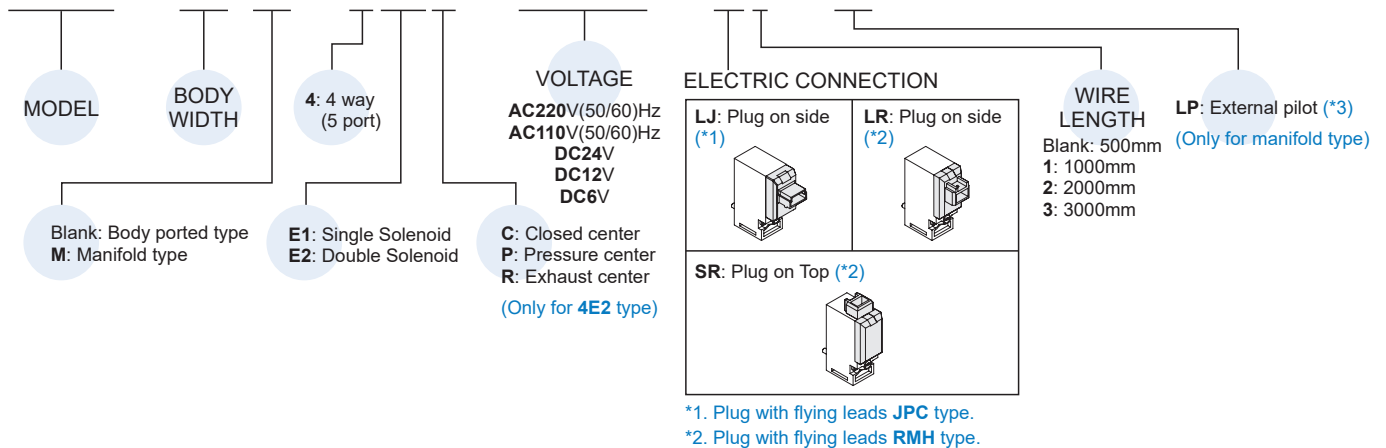 MODEL
BODY
WIDTH
4: 4 way
(5 port)
VOLTAGE
AC220V(50/60)Hz
AC110V(50/60)Hz
DC24V
DC12V
DC6V
ELECTRIC CONNECTION
LJ: Plug on side
(*1)
LR: Plug on side
(*2)
SR: Plug on Top (*2)
WIRE
LENGTH
Blank: 500mm
1: 1000mm
2: 2000mm
3: 3000mm
LP: External pilot (*3)
(Only for manifold type)
Blank: Body ported type
M: Manifold type
E1: Single Solenoid
E2: Double Solenoid
C: Closed center
P: Pressure center
R: Exhaust center
(Only for 4E2 type)
*1. Plug with flying leads JPC type.
*2. Plug with flying leads RMH type.